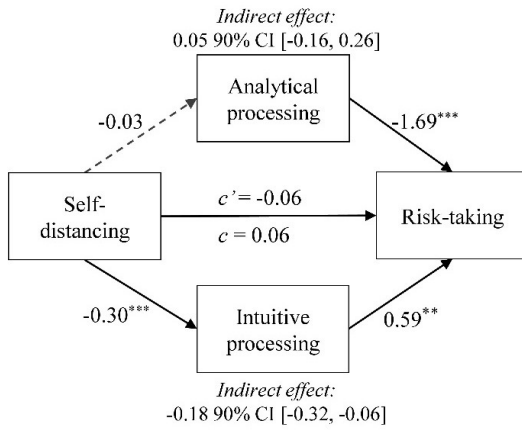 Indirect effect:
0.05 90% CI [-0.16, 0.26]
Analytical
processing
-0.03
-1.69***
Self-
distancing
c’ = -0.06
c = 0.06
Risk-taking
-0.30***
Intuitive
processing
0.59**
Indirect effect:
-0.18 90% CI [-0.32, -0.06]